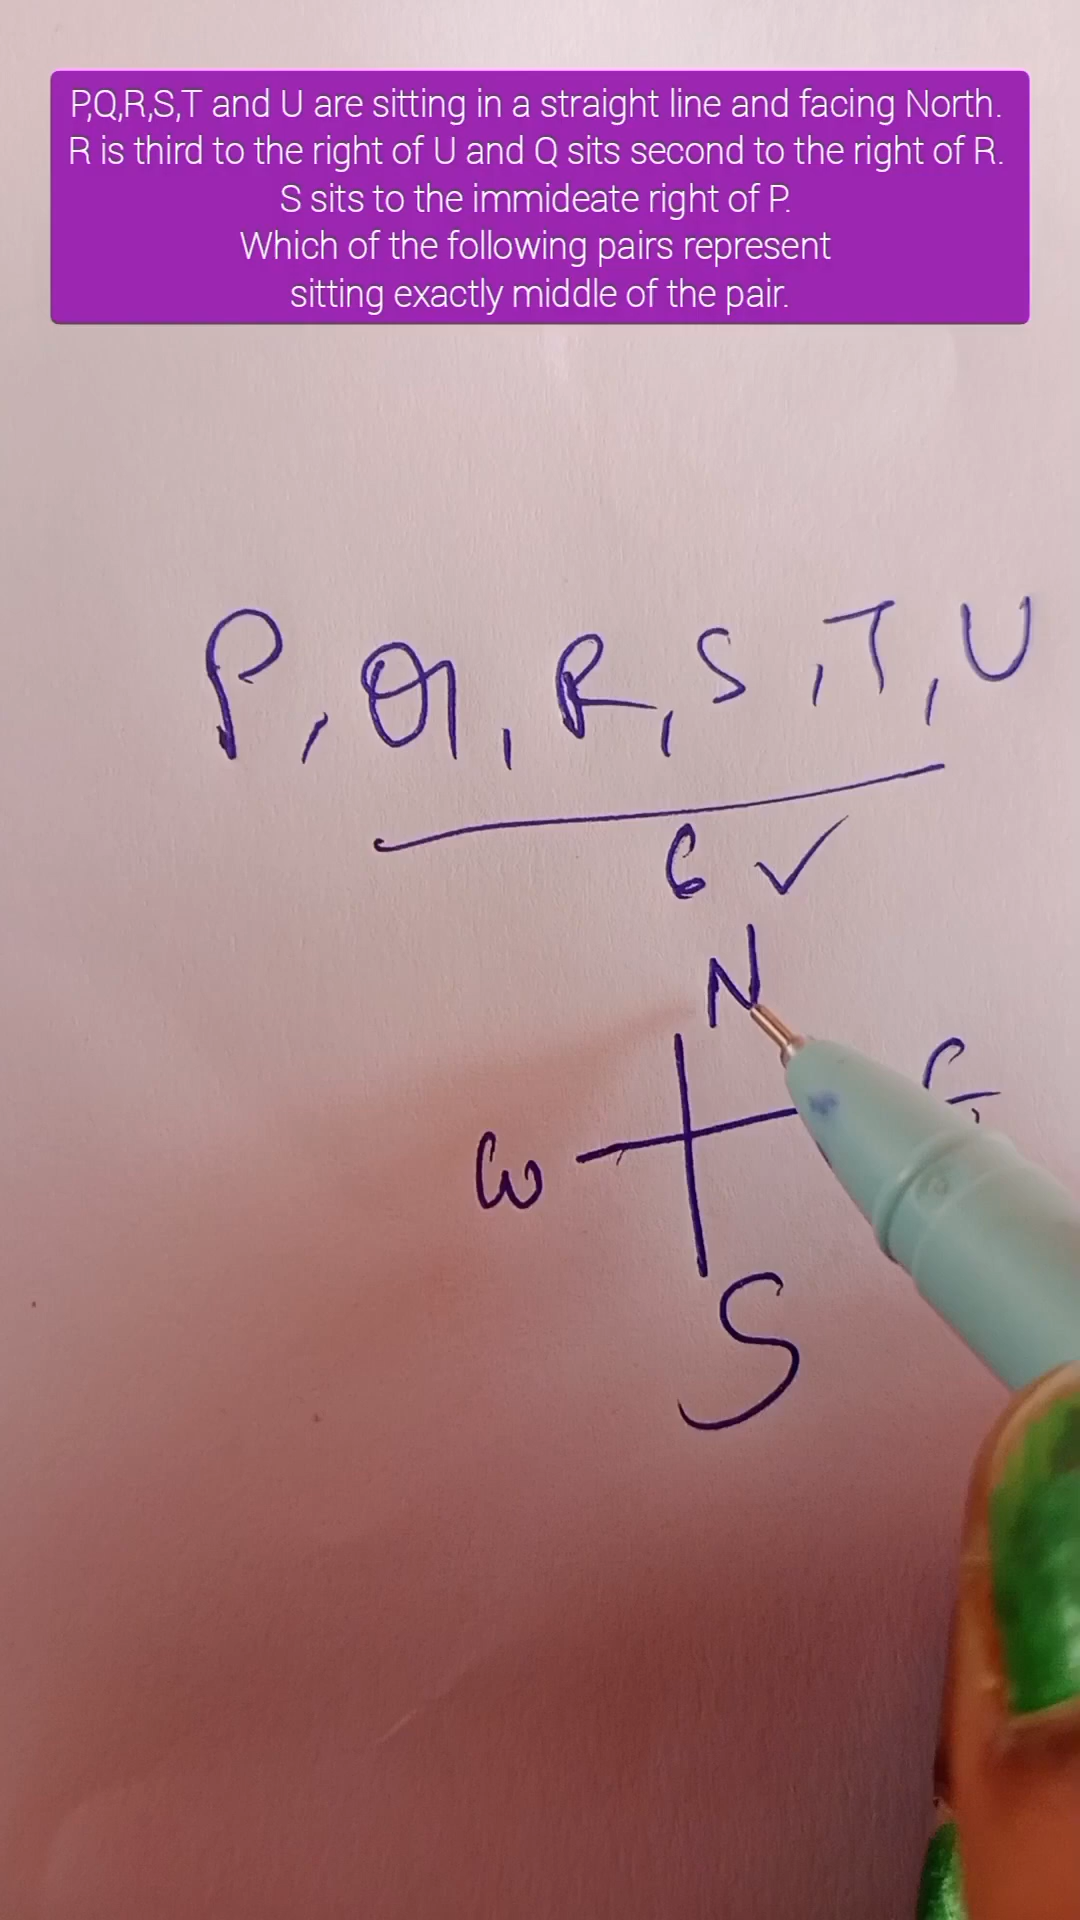 P,Q,R,S,T and U are sitting in a straight line and facing North.
R is third to the right of U and Q sits second to the right of R.
S sits to the immideate right of P.
Which of the following pairs represent
sitting exactly middle of the pair.
P, Q, R, S, T, U
6 ✓
N
W
S